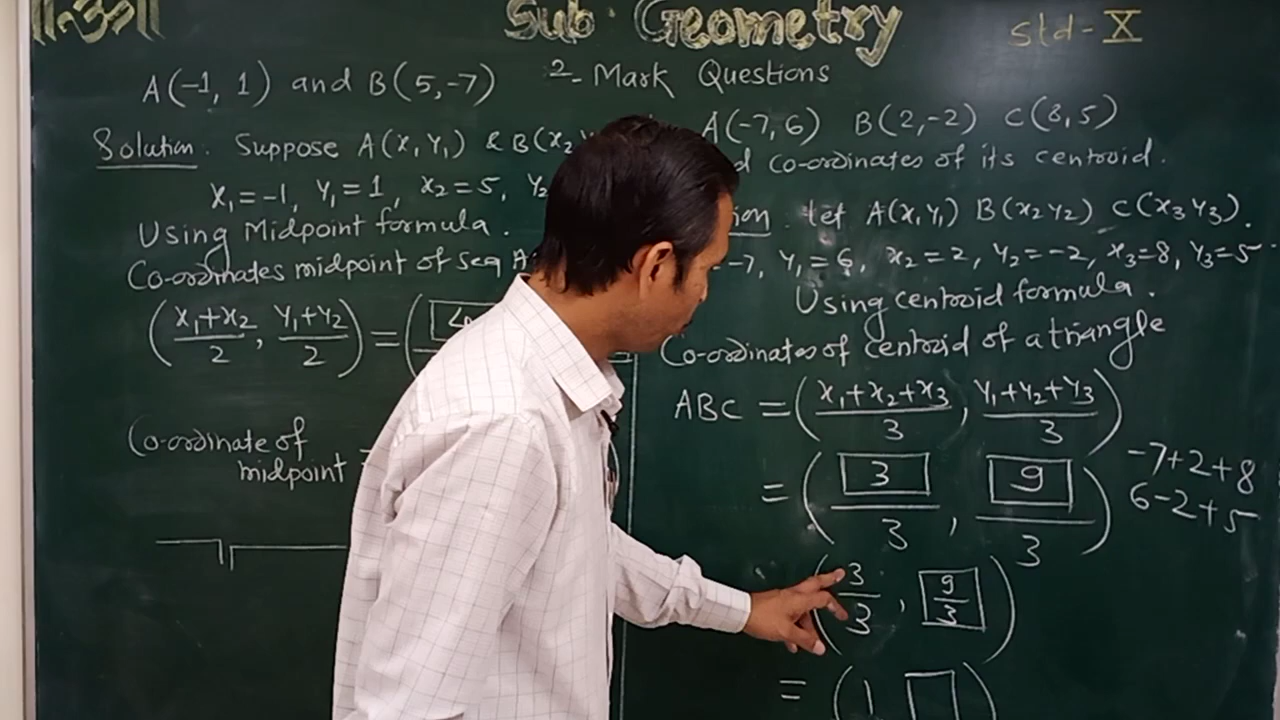 Sub. Geometry
std - X
2- Mark Questions
A(-1, 1) and B(5, -7)
Solution. Suppose A(x, Y₁) & B(x₂
x₁=-1, Y₁=1, x₂=5, Y₂
Using Midpoint formula.
Co-ordinates midpoint of seg A
(x₁+x₂/2, Y₁+Y₂/2) = (
Co-ordinate of
midpoint =
A(-7, 6) B(2, -2) C(8, 5)
co-ordinates of its centroid.
let A(x, Y₁) B(x₂ Y₂) C(x₃ Y₃).
-7, Y₁=6, x₂=2, Y₂=-2, x₃=8, Y₃=5
Using centroid formula.
Co-ordinates of centroid of a triangle
ABC = (x₁+x₂+x₃/3, Y₁+Y₂+Y₃/3)
= (3/3, 9/3)
-7+2+8
6-2+5
(3/3, 9/3)
= (1